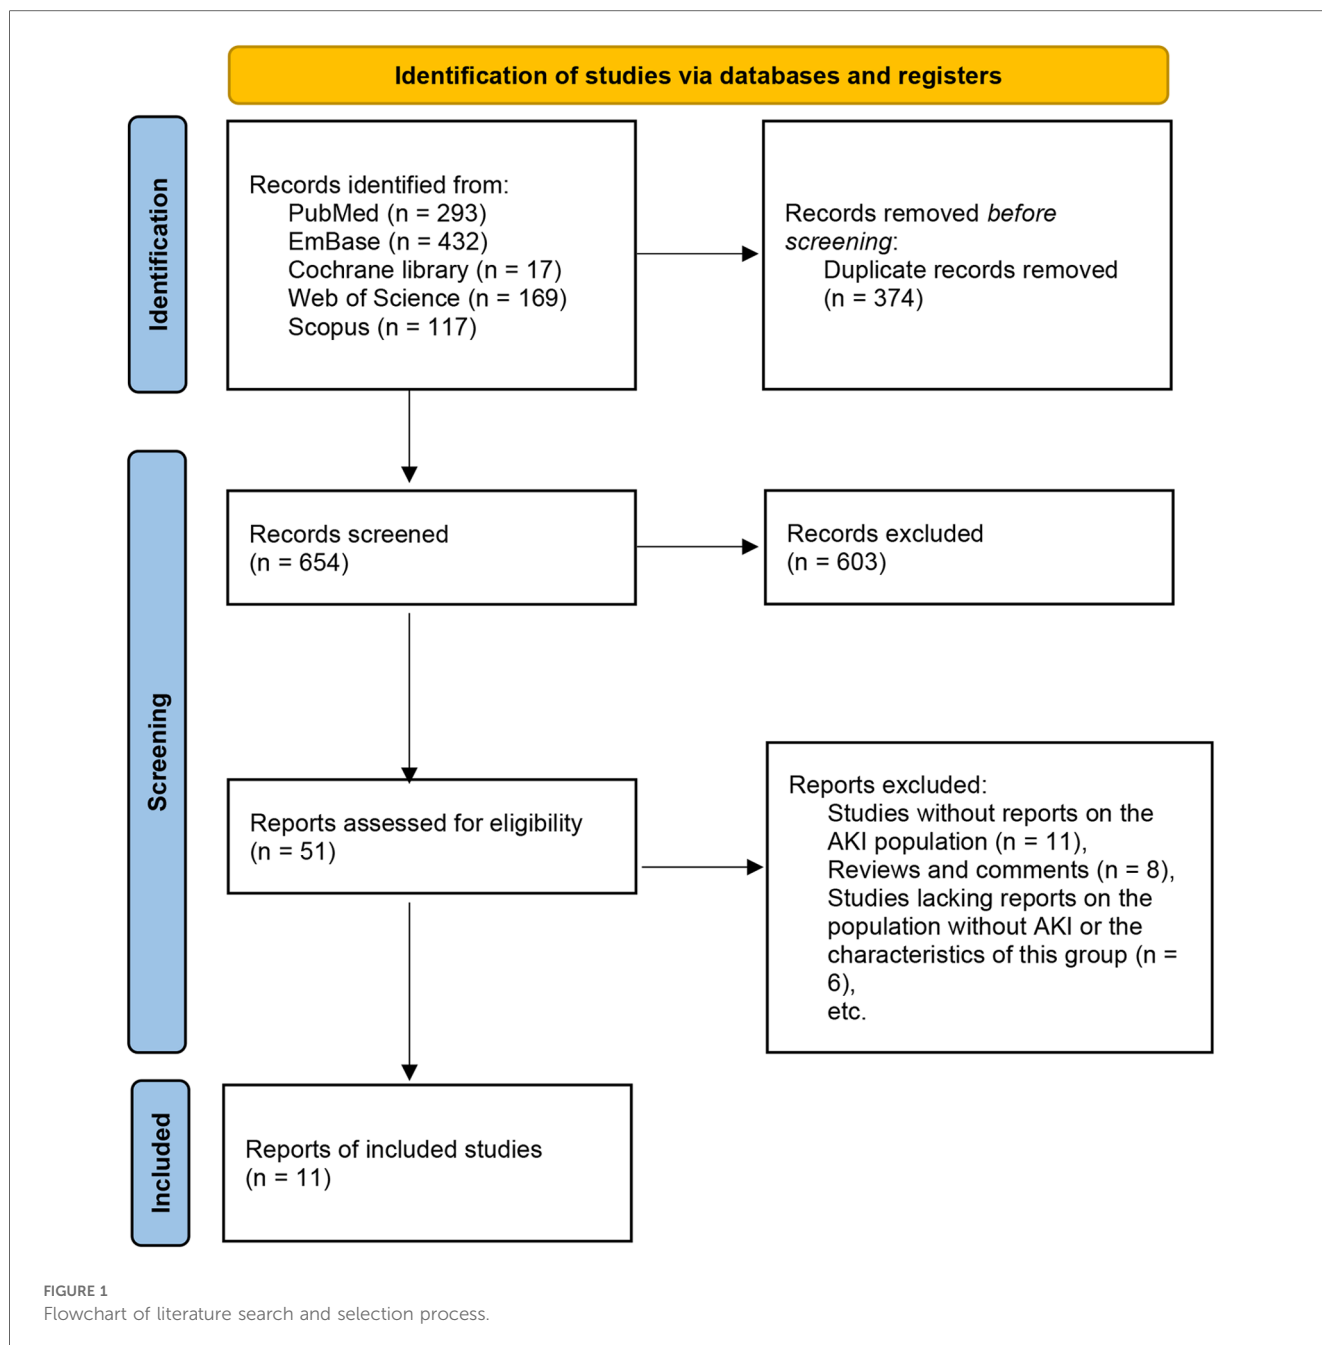 Identification of studies via databases and registers
Identification
Records identified from:
PubMed (n = 293)
EmBase (n = 432)
Cochrane library (n = 17)
Web of Science (n = 169)
Scopus (n = 117)
Records removed before
screening:
Duplicate records removed
(n = 374)
Screening
Records screened
(n = 654)
Records excluded
(n = 603)
Reports assessed for eligibility
(n = 51)
Reports excluded:
Studies without reports on the
AKI population (n = 11),
Reviews and comments (n = 8),
Studies lacking reports on the
population without AKI or the
characteristics of this group (n =
6),
etc.
Included
Reports of included studies
(n = 11)
FIGURE 1
Flowchart of literature search and selection process.